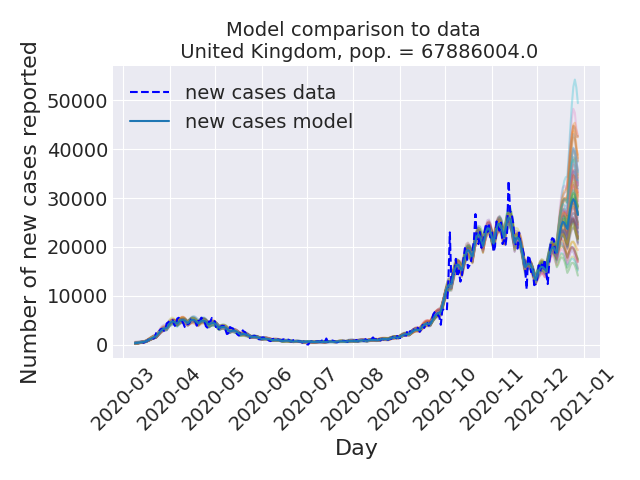 Model comparison to data
United Kingdom, pop. = 67886004.0
Number of new cases reported
50000
40000
30000
20000
10000
0
new cases data
new cases model
2020-03
2020-04
2020-05
2020-06
2020-07
2020-08
2020-09
2020-10
2020-11
2020-12
2021-01
Day